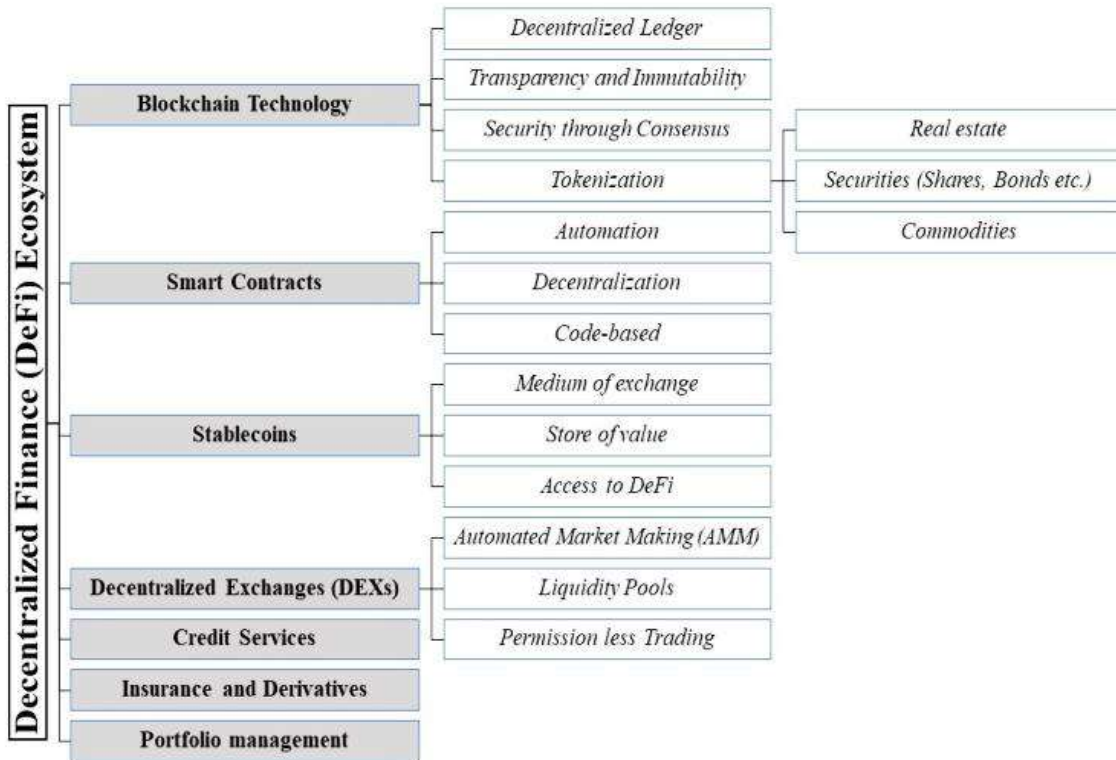 Decentralized Finance (DeFi) Ecosystem
Blockchain Technology
Decentralized Ledger
Transparency and Immutability
Security through Consensus
Tokenization
Real estate
Securities (Shares, Bonds etc.)
Commodities
Smart Contracts
Automation
Decentralization
Code-based
Stablecoins
Medium of exchange
Store of value
Access to DeFi
Decentralized Exchanges (DEXs)
Automated Market Making (AMM)
Liquidity Pools
Permission less Trading
Credit Services
Insurance and Derivatives
Portfolio management